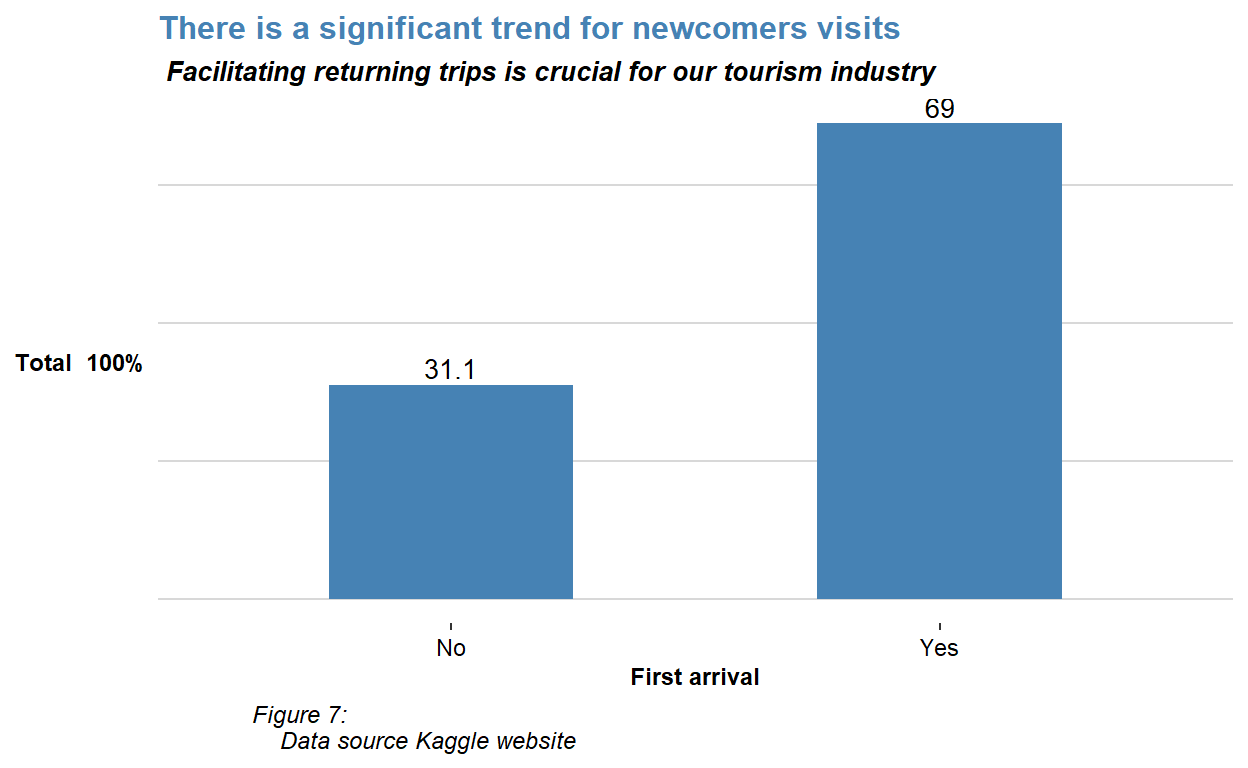 There is a significant trend for newcomers visits
Facilitating returning trips is crucial for our tourism industry
69
31.1
Total 100%
No Yes
First arrival
Figure 7:
Data source Kaggle website